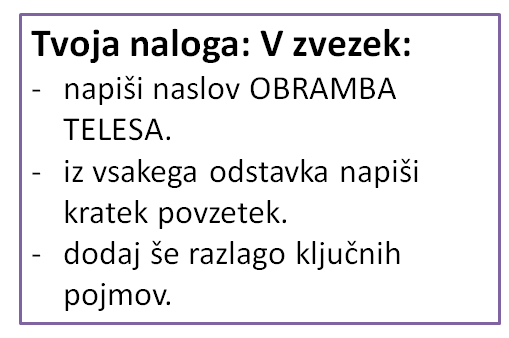 Tvoja naloga: V zvezek:
- napiši naslov OBRAMBA
TELESA.
- iz vsakega odstavka napiši
kratek povzetek.
- dodaj še razlago ključnih
pojmov.